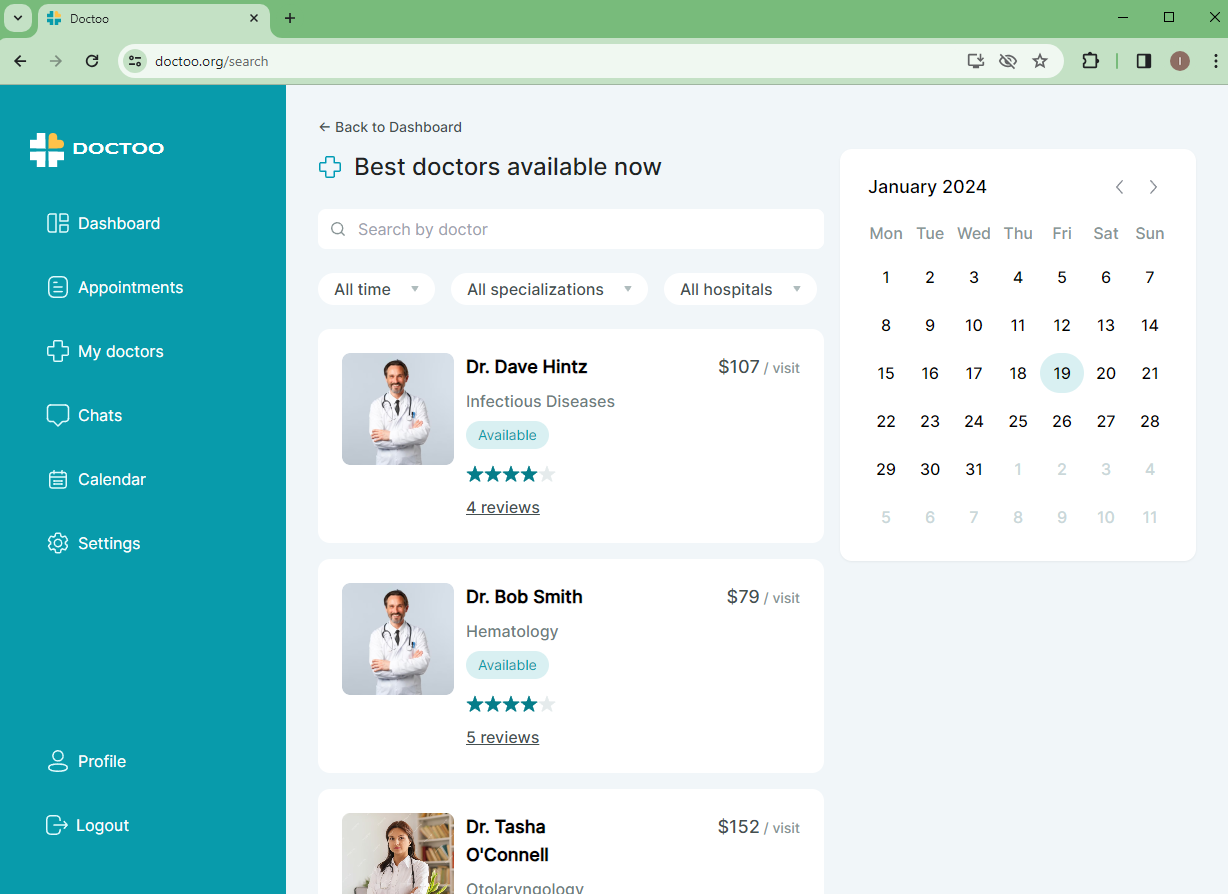 Doctoo
doctoo.org/search
I
DOCTOO
Dashboard
Appointments
My doctors
Chats
Calendar
Settings
Profile
Logout
← Back to Dashboard
Best doctors available now
Search by doctor
All time
All specializations
All hospitals
Dr. Dave Hintz
$107 / visit
Infectious Diseases
Available
4 reviews
Dr. Bob Smith
$79 / visit
Hematology
Available
5 reviews
Dr. Tasha
O'Connell
$152 / visit
Otolaryngology
January 2024
Mon Tue Wed Thu Fri Sat Sun
1 2 3 4 5 6 7
8 9 10 11 12 13 14
15 16 17 18 19 20 21
22 23 24 25 26 27 28
29 30 31 1 2 3 4
5 6 7 8 9 10 11